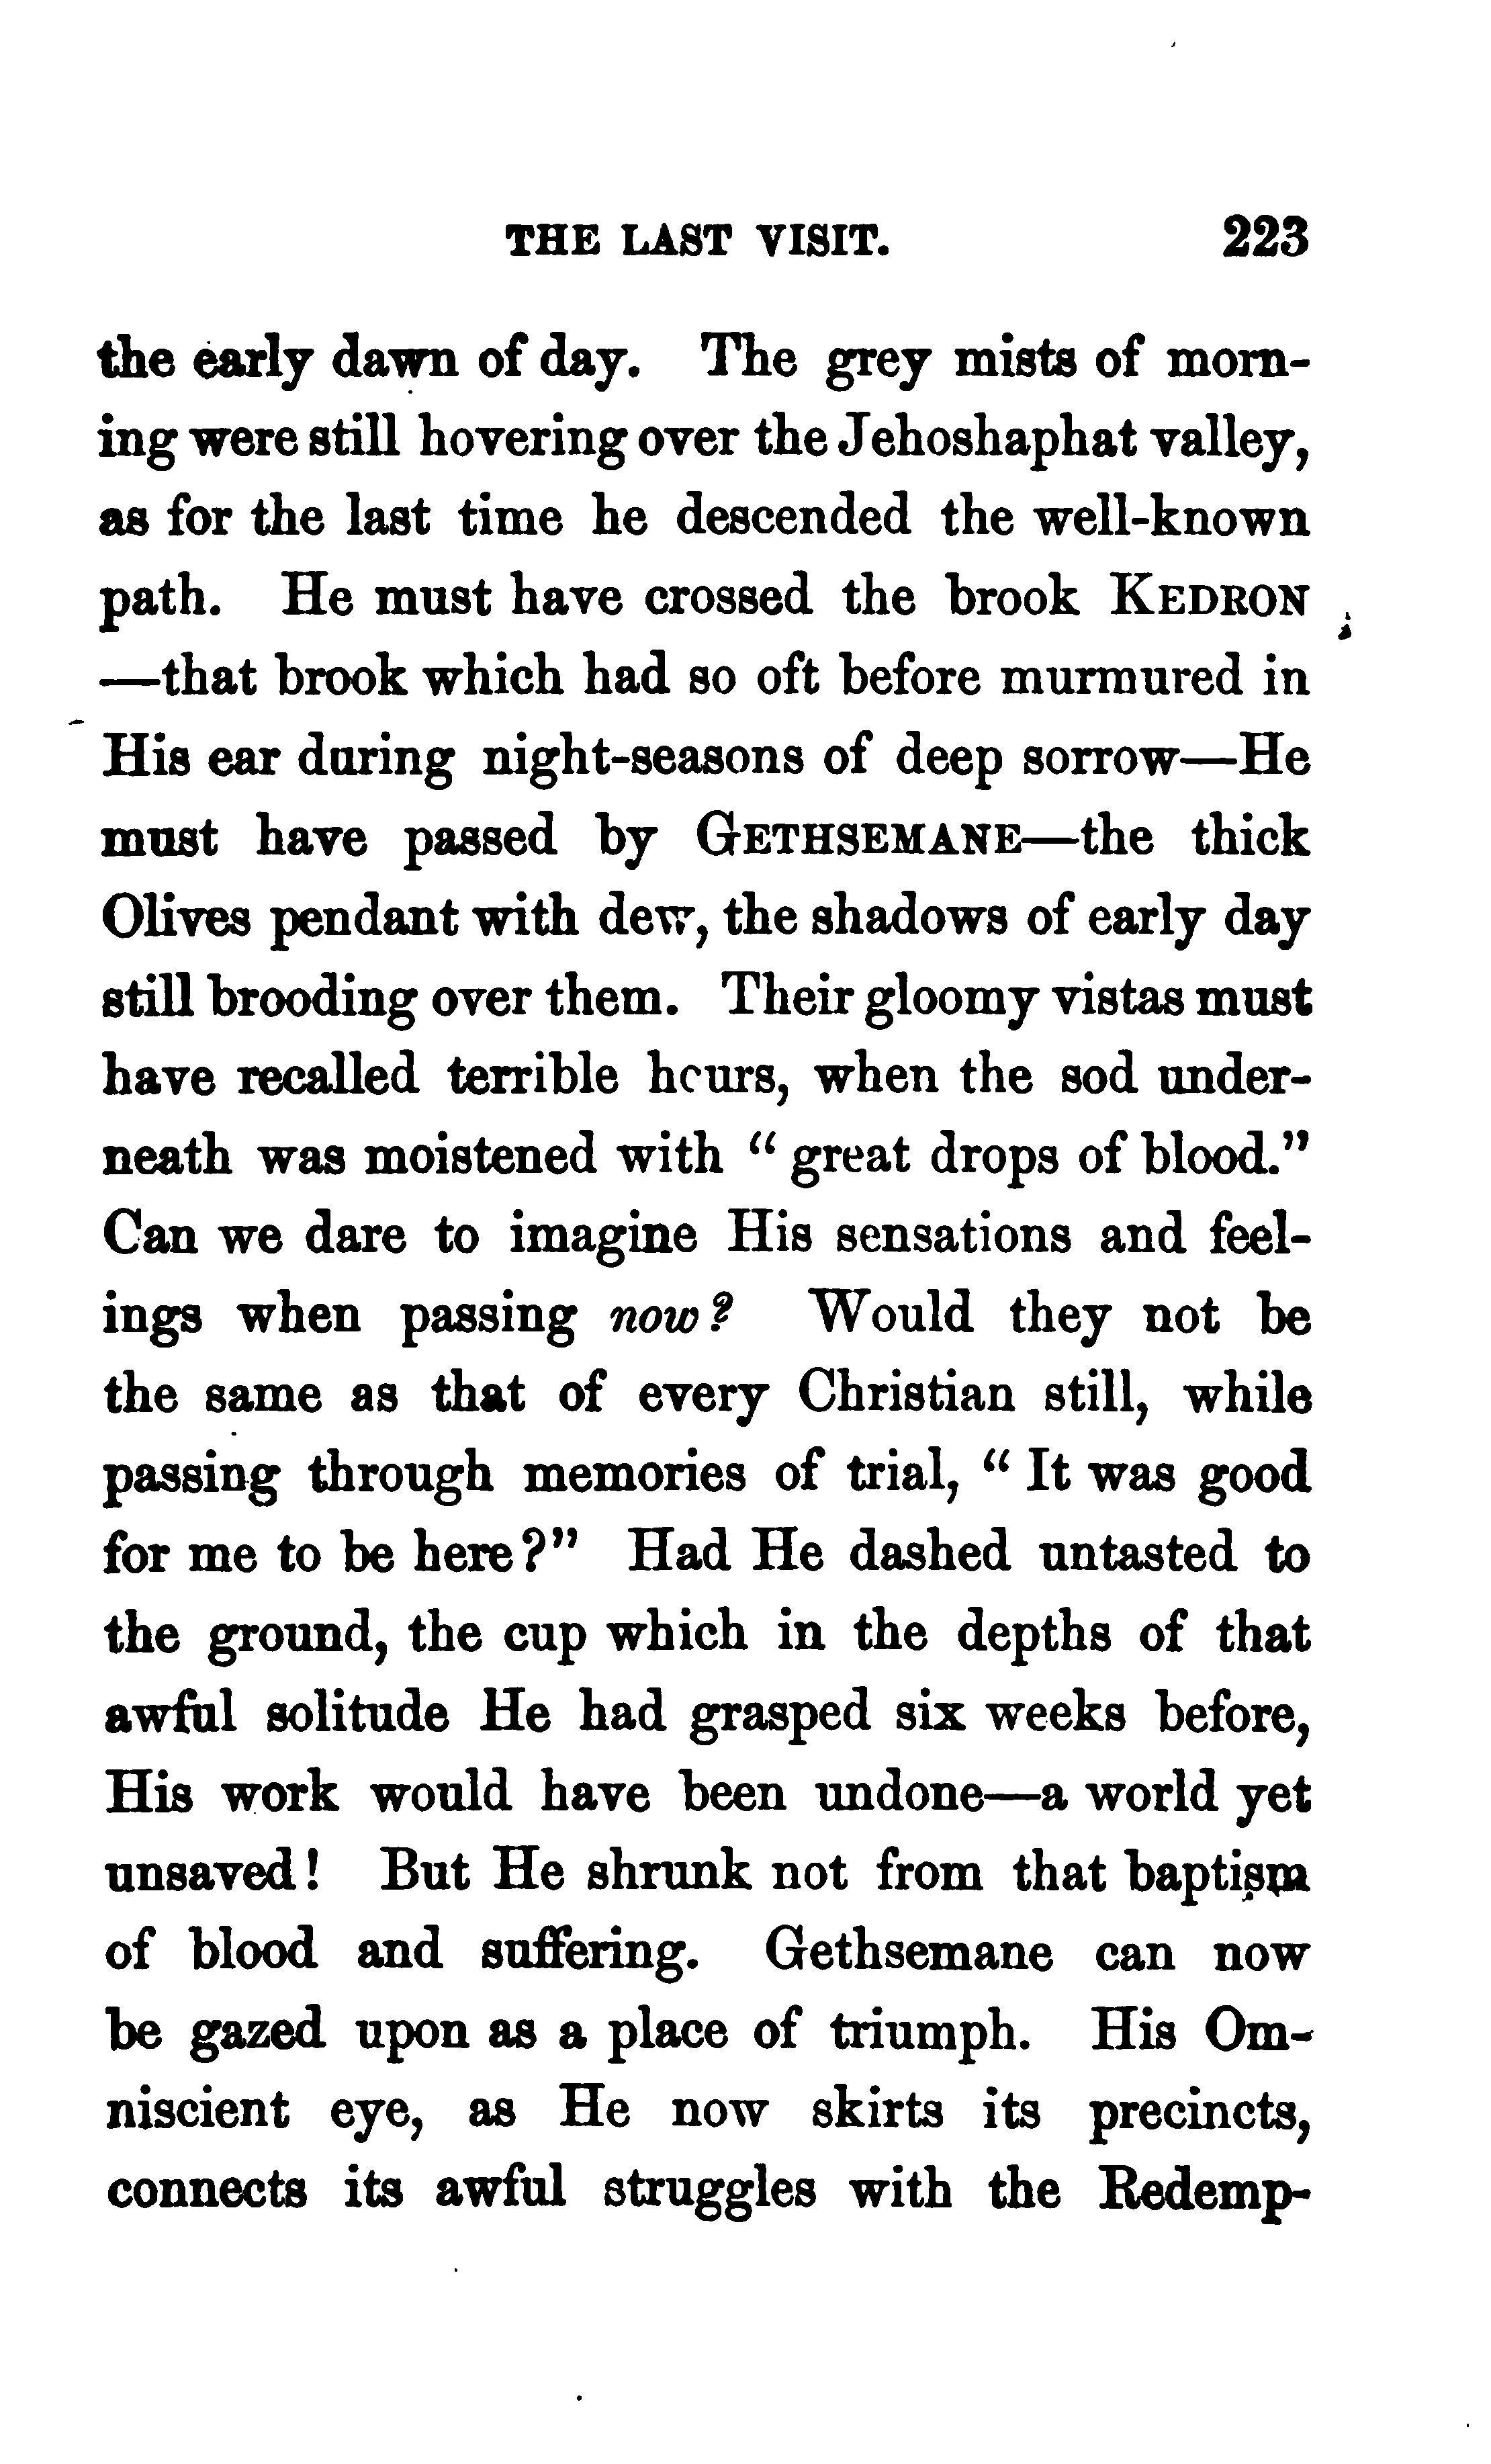 THE LAST VISIT. 223
the early dawn of day. The grey mists of morn-
ing were still hovering over the Jehoshaphat valley,
as for the last time he descended the well-known
path. He must have crossed the brook KEDRON
—that brook which had so oft before murmured in
His ear during night-seasons of deep sorrow—He
must have passed by GETHSEMANE—the thick
Olives pendant with dew, the shadows of early day
still brooding over them. Their gloomy vistas must
have recalled terrible hours, when the sod under-
neath was moistened with “ great drops of blood.”
Can we dare to imagine His sensations and feel-
ings when passing now? Would they not be
the same as that of every Christian still, while
passing through memories of trial, “ It was good
for me to be here?” Had He dashed untasted to
the ground, the cup which in the depths of that
awful solitude He had grasped six weeks before,
His work would have been undone—a world yet
unsaved! But He shrunk not from that baptism
of blood and suffering. Gethsemane can now
be gazed upon as a place of triumph. His Om-
niscient eye, as He now skirts its precincts,
connects its awful struggles with the Redemp-